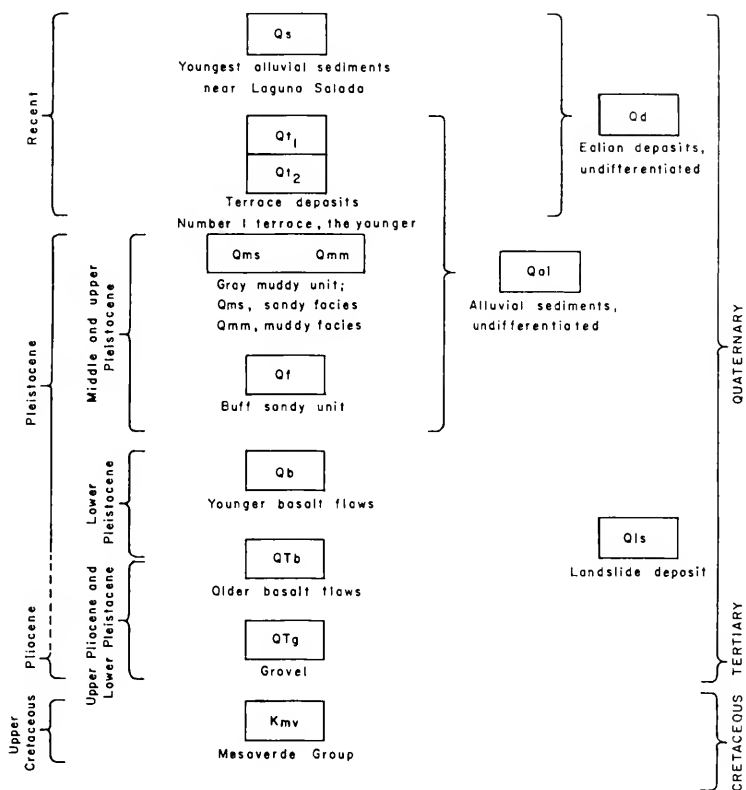 Recent
Qs
Youngest alluvial sediments
near Laguna Salada
Qt1
Qt2
Terrace deposits
Number 1 terrace, the younger
Qd
Eolian deposits,
undifferentiated
Pleistocene
Middle and upper
Pleistocene
Qms Qmm
Gray muddy unit;
Qms, sandy facies
Qmm, muddy facies
Qf
Buff sandy unit
Qal
Alluvial sediments,
undifferentiated
QUATERNARY
Lower
Pleistocene
Qb
Younger basalt flows
Qls
Landslide deposit
Pliocene
Upper Pliocene and
Lower Pleistocene
QTb
Older basalt flows
QTg
Gravel
TERTIARY
Upper
Cretaceous
Kmv
Mesaverde Group
CRETACEOUS